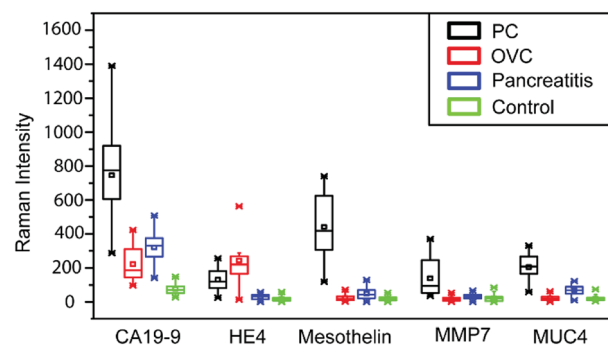 1600
1400
1200
1000
800
600
400
200
0
Raman Intensity
PC
OVC
Pancreatitis
Control
CA19-9 HE4 Mesothelin MMP7 MUC4